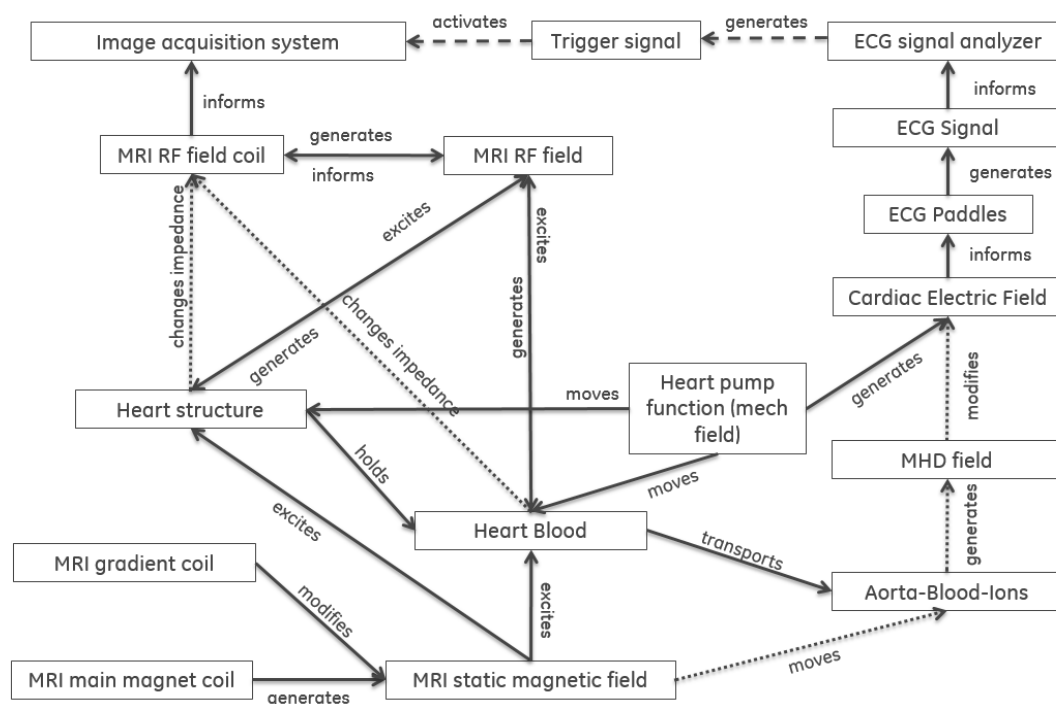 activates
generates
Image acquisition system
Trigger signal
ECG signal analyzer
informs
informs
generates
ECG Signal
MRI RF field coil
MRI RF field
informs
generates
ECG Paddles
excites
excites
informs
changes impedance
changes impedance
Cardiac Electric Field
generates
generates
generates
modifies
Heart structure
moves
Heart pump
function (mech
field)
holds
moves
MHD field
excites
Heart Blood
transports
generates
MRI gradient coil
modifies
excites
Aorta-Blood-Ions
moves
MRI main magnet coil
generates
MRI static magnetic field